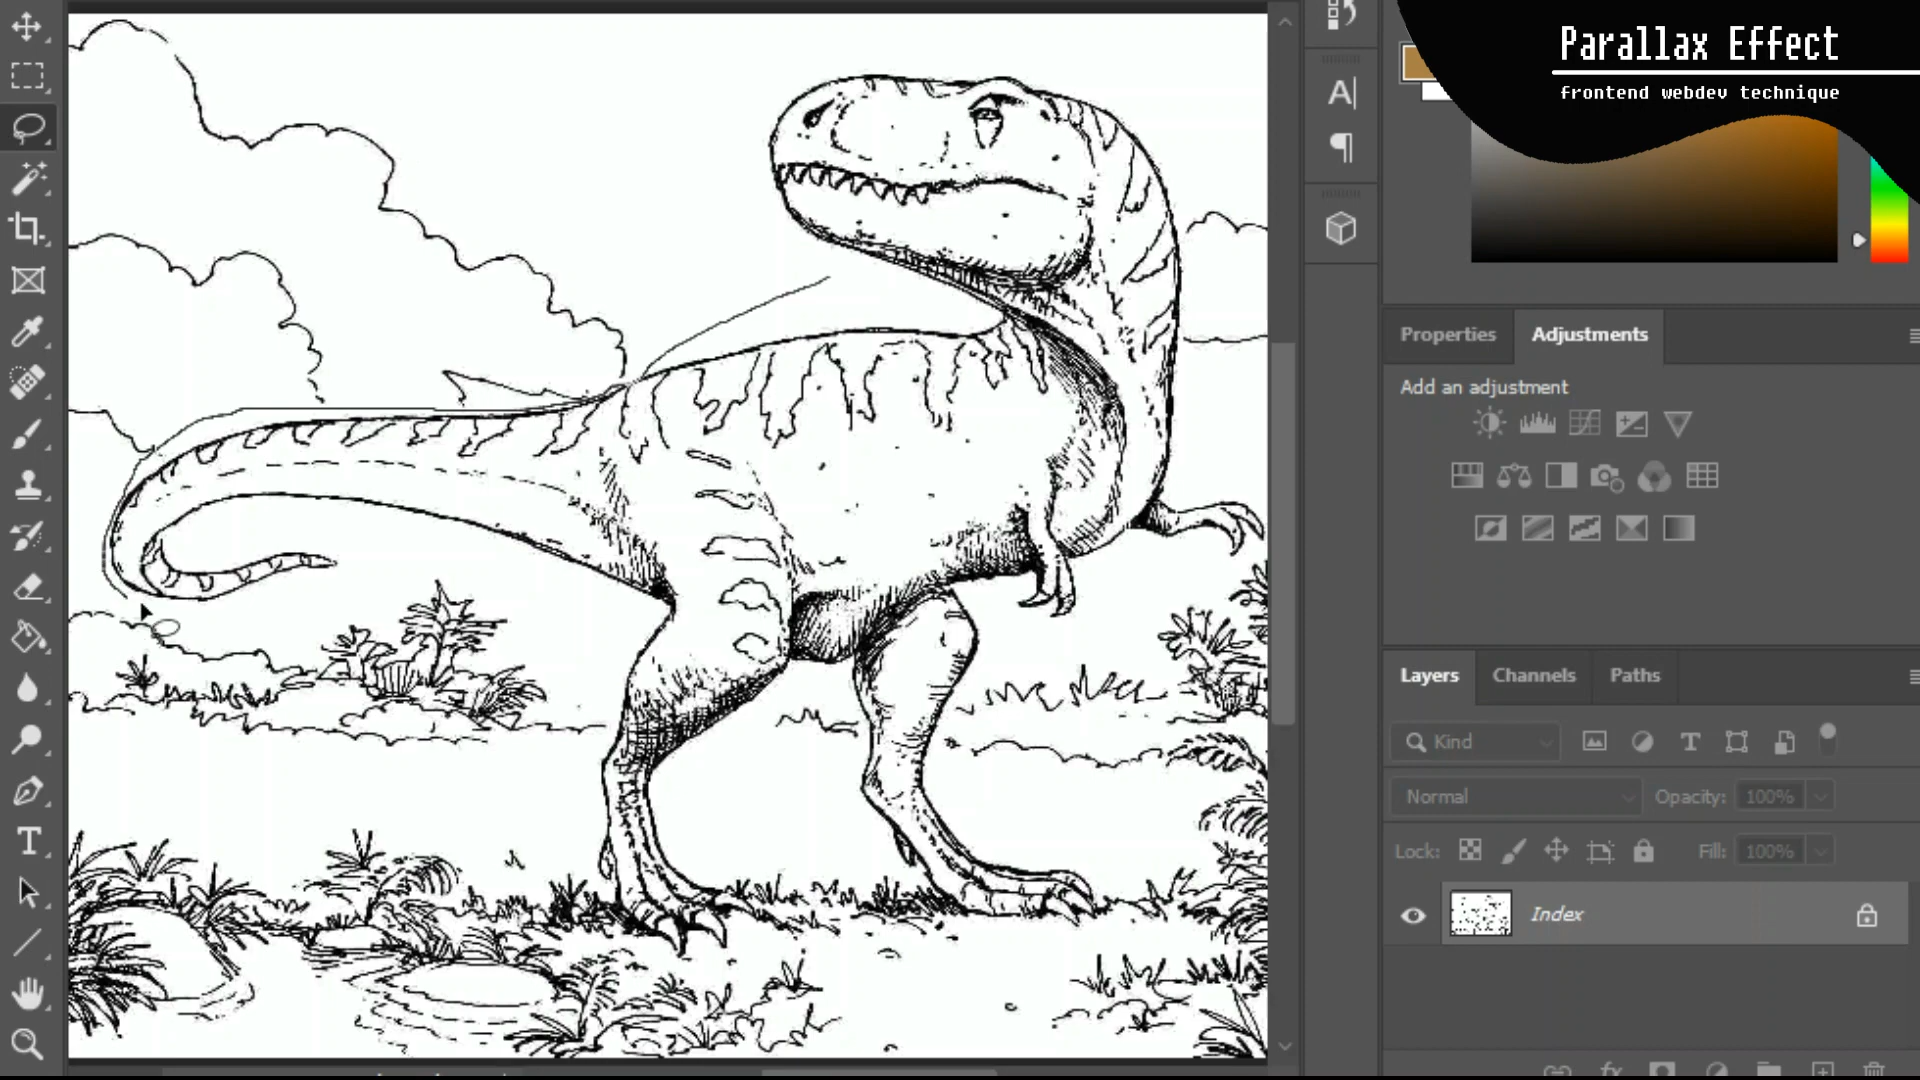 Parallax Effect
frontend webdev technique
Properties
Adjustments
Add an adjustment
Layers
Channels
Paths
Kind
Normal
Opacity:
100%
Lock:
Fill:
100%
Index